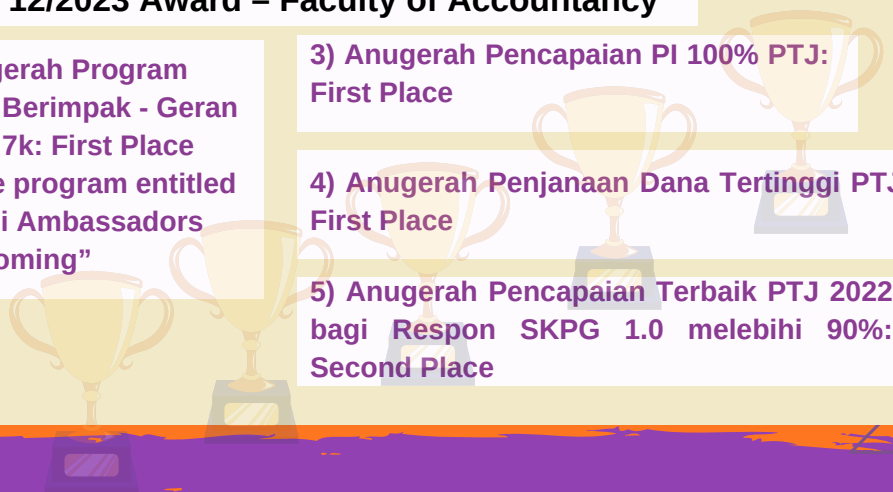 12/2023 Award – Faculty of Accountancy
gerah Program
Berimpak - Geran
7k: First Place
e program entitled
i Ambassadors
oming”
3) Anugerah Pencapaian PI 100% PTJ:
First Place
4) Anugerah Penjanaan Dana Tertinggi PTJ
First Place
5) Anugerah Pencapaian Terbaik PTJ 2022
bagi Respon SKPG 1.0 melebihi 90%:
Second Place